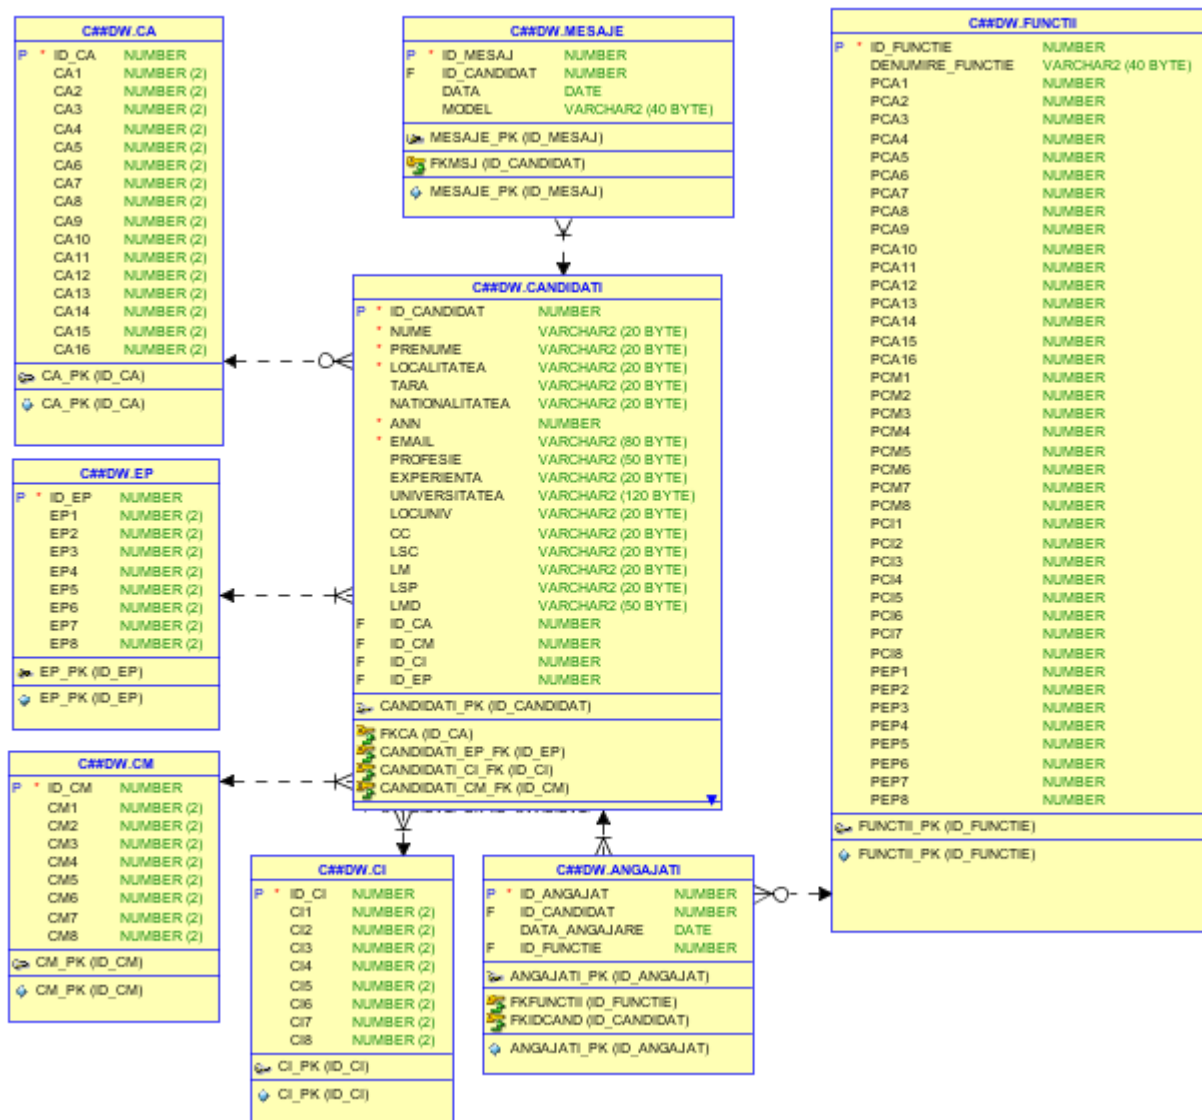 C##DW.CA
P * ID_CA NUMBER
CA1 NUMBER (2)
CA2 NUMBER (2)
CA3 NUMBER (2)
CA4 NUMBER (2)
CA5 NUMBER (2)
CA6 NUMBER (2)
CA7 NUMBER (2)
CA8 NUMBER (2)
CA9 NUMBER (2)
CA10 NUMBER (2)
CA11 NUMBER (2)
CA12 NUMBER (2)
CA13 NUMBER (2)
CA14 NUMBER (2)
CA15 NUMBER (2)
CA16 NUMBER (2)
CA_PK (ID_CA)
CA_PK (ID_CA)
C##DW.MESAJE
P * ID_MESAJ NUMBER
F ID_CANDIDAT NUMBER
DATA DATE
MODEL VARCHAR2 (40 BYTE)
MESAJE_PK (ID_MESAJ)
FKMSJ (ID_CANDIDAT)
MESAJE_PK (ID_MESAJ)
C##DW.FUNCTII
P * ID_FUNCTIE NUMBER
DENUMIRE_FUNCTIE VARCHAR2 (40 BYTE)
PCA1 NUMBER
PCA2 NUMBER
PCA3 NUMBER
PCA4 NUMBER
PCA5 NUMBER
PCA6 NUMBER
PCA7 NUMBER
PCA8 NUMBER
PCA9 NUMBER
PCA10 NUMBER
PCA11 NUMBER
PCA12 NUMBER
PCA13 NUMBER
PCA14 NUMBER
PCA15 NUMBER
PCA16 NUMBER
PCM1 NUMBER
PCM2 NUMBER
PCM3 NUMBER
PCM4 NUMBER
PCM5 NUMBER
PCM6 NUMBER
PCM7 NUMBER
PCM8 NUMBER
PCI1 NUMBER
PCI2 NUMBER
PCI3 NUMBER
PCI4 NUMBER
PCI5 NUMBER
PCI6 NUMBER
PCI7 NUMBER
PCI8 NUMBER
PEP1 NUMBER
PEP2 NUMBER
PEP3 NUMBER
PEP4 NUMBER
PEP5 NUMBER
PEP6 NUMBER
PEP7 NUMBER
PEP8 NUMBER
FUNCTII_PK (ID_FUNCTIE)
FUNCTII_PK (ID_FUNCTIE)
C##DW.CANDIDATI
P * ID_CANDIDAT NUMBER
* NUME VARCHAR2 (20 BYTE)
* PRENUME VARCHAR2 (20 BYTE)
* LOCALITATEA VARCHAR2 (20 BYTE)
TARA VARCHAR2 (20 BYTE)
NATIONALITATEA VARCHAR2 (20 BYTE)
* ANN NUMBER
* EMAIL VARCHAR2 (80 BYTE)
PROFESIE VARCHAR2 (50 BYTE)
EXPERIENTA VARCHAR2 (20 BYTE)
UNIVERSITATEA VARCHAR2 (120 BYTE)
LOCUNIV VARCHAR2 (20 BYTE)
CC VARCHAR2 (20 BYTE)
LSC VARCHAR2 (20 BYTE)
LM VARCHAR2 (20 BYTE)
LSP VARCHAR2 (20 BYTE)
LMD VARCHAR2 (50 BYTE)
F ID_CA NUMBER
F ID_CM NUMBER
F ID_CI NUMBER
F ID_EP NUMBER
CANDIDATI_PK (ID_CANDIDAT)
FKCA (ID_CA)
CANDIDATI_EP_FK (ID_EP)
CANDIDATI_CI_FK (ID_CI)
CANDIDATI_CM_FK (ID_CM)
C##DW.EP
P * ID_EP NUMBER
EP1 NUMBER (2)
EP2 NUMBER (2)
EP3 NUMBER (2)
EP4 NUMBER (2)
EP5 NUMBER (2)
EP6 NUMBER (2)
EP7 NUMBER (2)
EP8 NUMBER (2)
EP_PK (ID_EP)
EP_PK (ID_EP)
C##DW.CM
P * ID_CM NUMBER
CM1 NUMBER (2)
CM2 NUMBER (2)
CM3 NUMBER (2)
CM4 NUMBER (2)
CM5 NUMBER (2)
CM6 NUMBER (2)
CM7 NUMBER (2)
CM8 NUMBER (2)
CM_PK (ID_CM)
CM_PK (ID_CM)
C##DW.CI
P * ID_CI NUMBER
CI1 NUMBER (2)
CI2 NUMBER (2)
CI3 NUMBER (2)
CI4 NUMBER (2)
CI5 NUMBER (2)
CI6 NUMBER (2)
CI7 NUMBER (2)
CI8 NUMBER (2)
CI_PK (ID_CI)
CI_PK (ID_CI)
C##DW.ANGAJATI
P * ID_ANGAJAT NUMBER
F ID_CANDIDAT NUMBER
DATA_ANGAJARE DATE
F ID_FUNCTIE NUMBER
ANGAJATI_PK (ID_ANGAJAT)
FKFUNCTII (ID_FUNCTIE)
FKIDCAND (ID_CANDIDAT)
ANGAJATI_PK (ID_ANGAJAT)